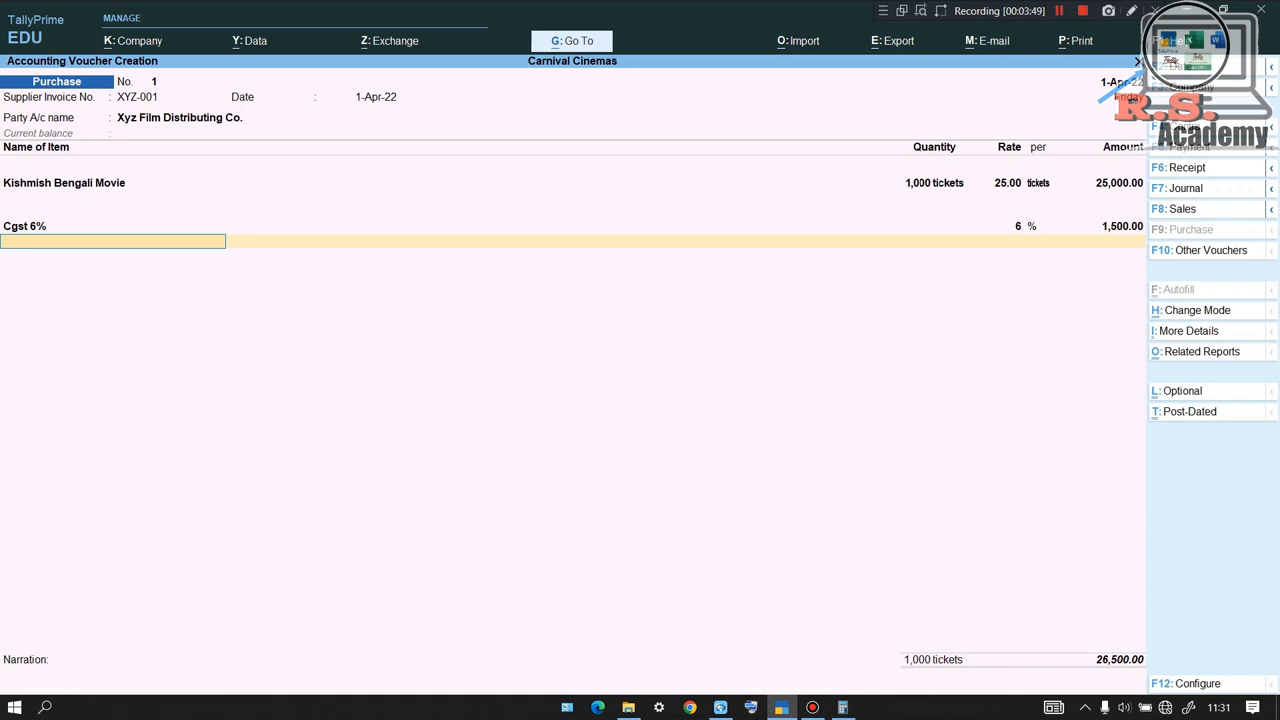 TallyPrime
EDU
MANAGE
K: Company
Y: Data
Z: Exchange
G: Go To
O: Import
E: Export
M: E-mail
P: Print
Recording [00:03:49]
Accounting Voucher Creation
Carnival Cinemas
Purchase No. 1
1-Apr-22
Friday
Supplier Invoice No. : XYZ-001 Date : 1-Apr-22
Party A/c name : Xyz Film Distributing Co.
Current balance :
Name of Item Quantity Rate per Amount
Kishmish Bengali Movie 1,000 tickets 25.00 tickets 25,000.00
Cgst 6% 6 % 1,500.00
Narration: 1,000 tickets 26,500.00
R.S.
Academy
F6: Receipt
F7: Journal
F8: Sales
F9: Purchase
F10: Other Vouchers
F: Autofill
H: Change Mode
I: More Details
O: Related Reports
L: Optional
T: Post-Dated
F12: Configure
11:31